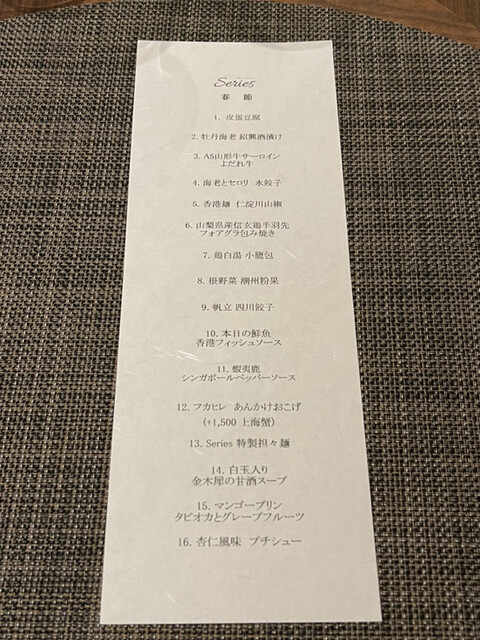 Series
春 節
1. 皮蛋豆腐
2. 牡丹海老 紹興酒漬け
3. A5山形牛サーロイン
よだれ牛
4. 海老とセロリ 水餃子
5. 香港麺 仁淀川山椒
6. 山梨県産信玄鶏手羽先
フォアグラ包み焼き
7. 鶏白湯 小籠包
8. 根野菜 潮州粉果
9. 帆立 四川餃子
10. 本日の鮮魚
香港フィッシュソース
11. 蝦夷鹿
シンガポールペッパーソース
12. フカヒレ あんかけおこげ
(+1,500 上海蟹)
13. Series 特製担々麺
14. 白玉入り
金木犀の甘酒スープ
15. マンゴープリン
タピオカとグレープフルーツ
16. 杏仁風味 プチシュー